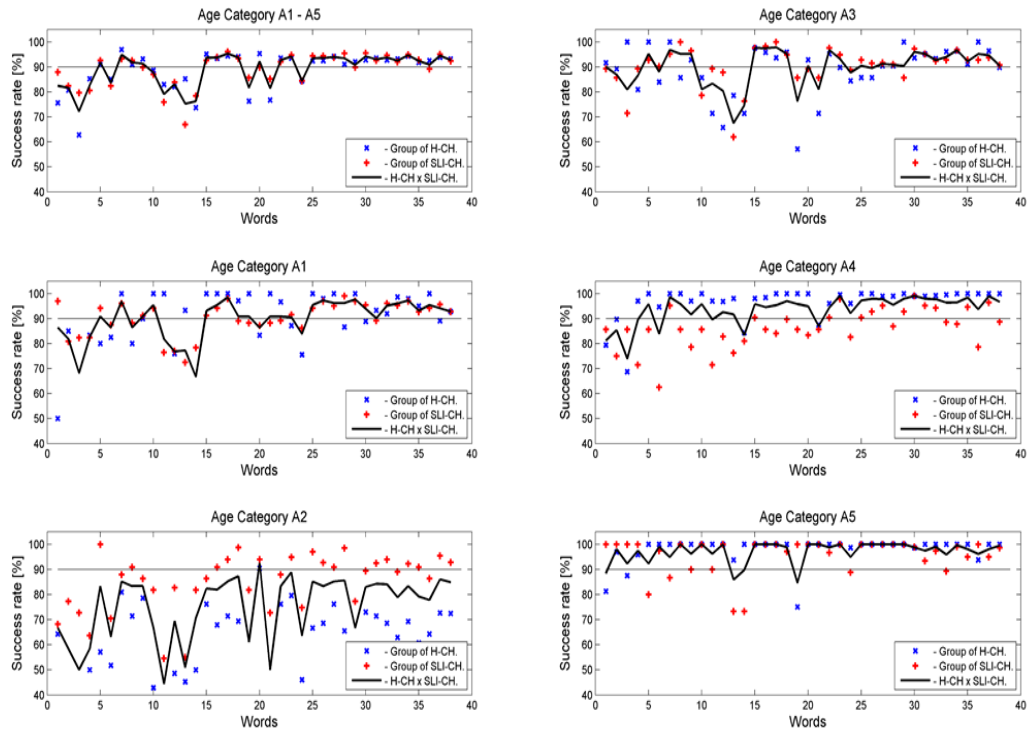 Age Category A1 - A5
Success rate [%]
100
90
80
70
60
50
40
0 5 10 15 20 25 30 35 40
Words
- Group of H-CH.
- Group of SLI-CH.
- H-CH x SLI-CH.
Age Category A3
Success rate [%]
100
90
80
70
60
50
40
0 5 10 15 20 25 30 35 40
Words
- Group of H-CH.
- Group of SLI-CH.
- H-CH x SLI-CH.
Age Category A1
Success rate [%]
100
90
80
70
60
50
40
0 5 10 15 20 25 30 35 40
Words
- Group of H-CH.
- Group of SLI-CH.
- H-CH x SLI-CH.
Age Category A4
Success rate [%]
100
90
80
70
60
50
40
0 5 10 15 20 25 30 35 40
Words
- Group of H-CH.
- Group of SLI-CH.
- H-CH x SLI-CH.
Age Category A2
Success rate [%]
100
90
80
70
60
50
40
0 5 10 15 20 25 30 35 40
Words
- Group of H-CH.
- Group of SLI-CH.
- H-CH x SLI-CH.
Age Category A5
Success rate [%]
100
90
80
70
60
50
40
0 5 10 15 20 25 30 35 40
Words
- Group of H-CH.
- Group of SLI-CH.
- H-CH x SLI-CH.